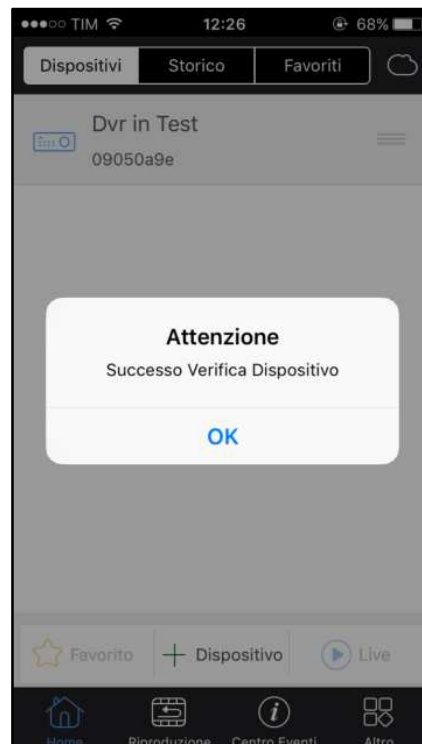 TIM 12:26 68%
Dispositivi Storico Favoriti
Dvr in Test
09050a9e
Attenzione
Successo Verifica Dispositivo
OK
Favorito + Dispositivo Live
Home Riproduzione Centro Eventi Altro